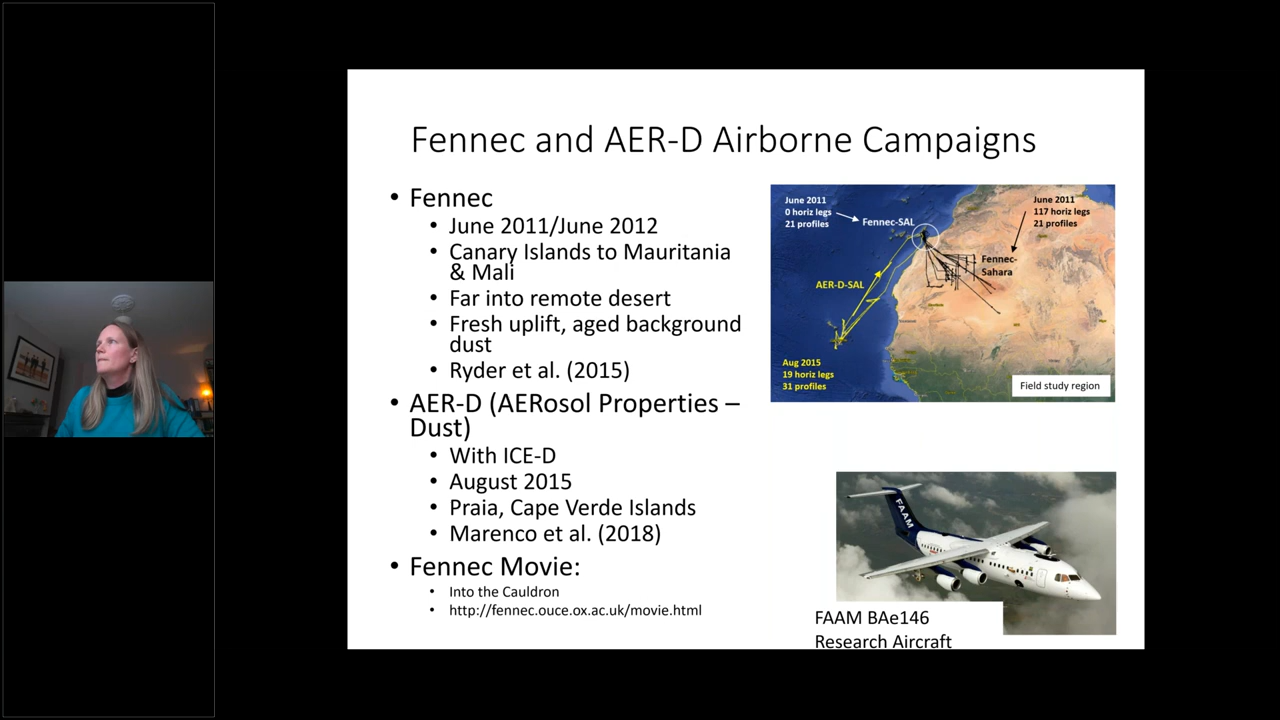 Fennec and AER-D Airborne Campaigns
• Fennec
• June 2011/June 2012
• Canary Islands to Mauritania
& Mali
• Far into remote desert
• Fresh uplift, aged background
dust
• Ryder et al. (2015)
• AER-D (AERosol Properties –
Dust)
• With ICE-D
• August 2015
• Praia, Cape Verde Islands
• Marenco et al. (2018)
• Fennec Movie:
• Into the Cauldron
• http://fennec.ouce.ox.ac.uk/movie.html
June 2011
0 horiz legs
21 profiles
Fennec-SAL
June 2011
117 horiz legs
21 profiles
Fennec-
Sahara
AER-D-SAL
Aug 2015
19 horiz legs
31 profiles
Field study region
FAAM
FAAM BAe146
Research Aircraft